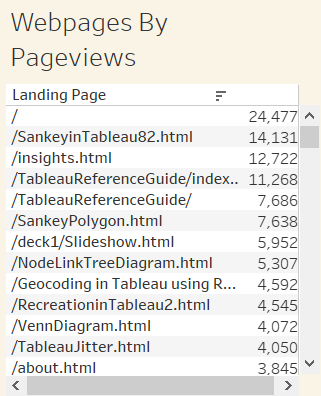 Webpages By
Pageviews
Landing Page
/ 24,477
/SankeyinTableau82.html 14,131
/insights.html 12,722
/TableauReferenceGuide/index.. 11,268
/TableauReferenceGuide/ 7,686
/SankeyPolygon.html 7,638
/deck1/Slideshow.html 5,952
/NodeLinkTreeDiagram.html 5,307
/Geocoding in Tableau using R... 4,592
/RecreationinTableau2.html 4,545
/VennDiagram.html 4,072
/TableauJitter.html 4,050
/about.html 3,845